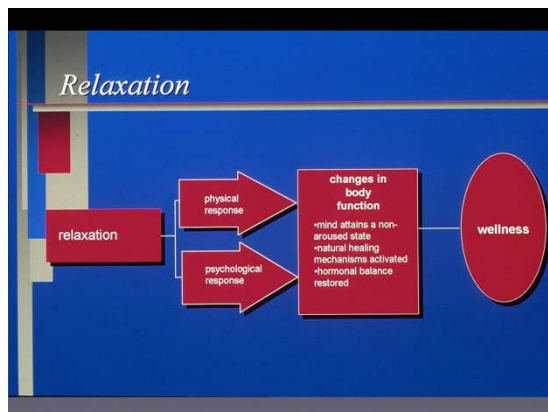 Relaxation
relaxation
physical
response
psychological
response
changes in
body
function
•mind attains a non-
aroused state
•natural healing
mechanisms activated
•hormonal balance
restored
wellness